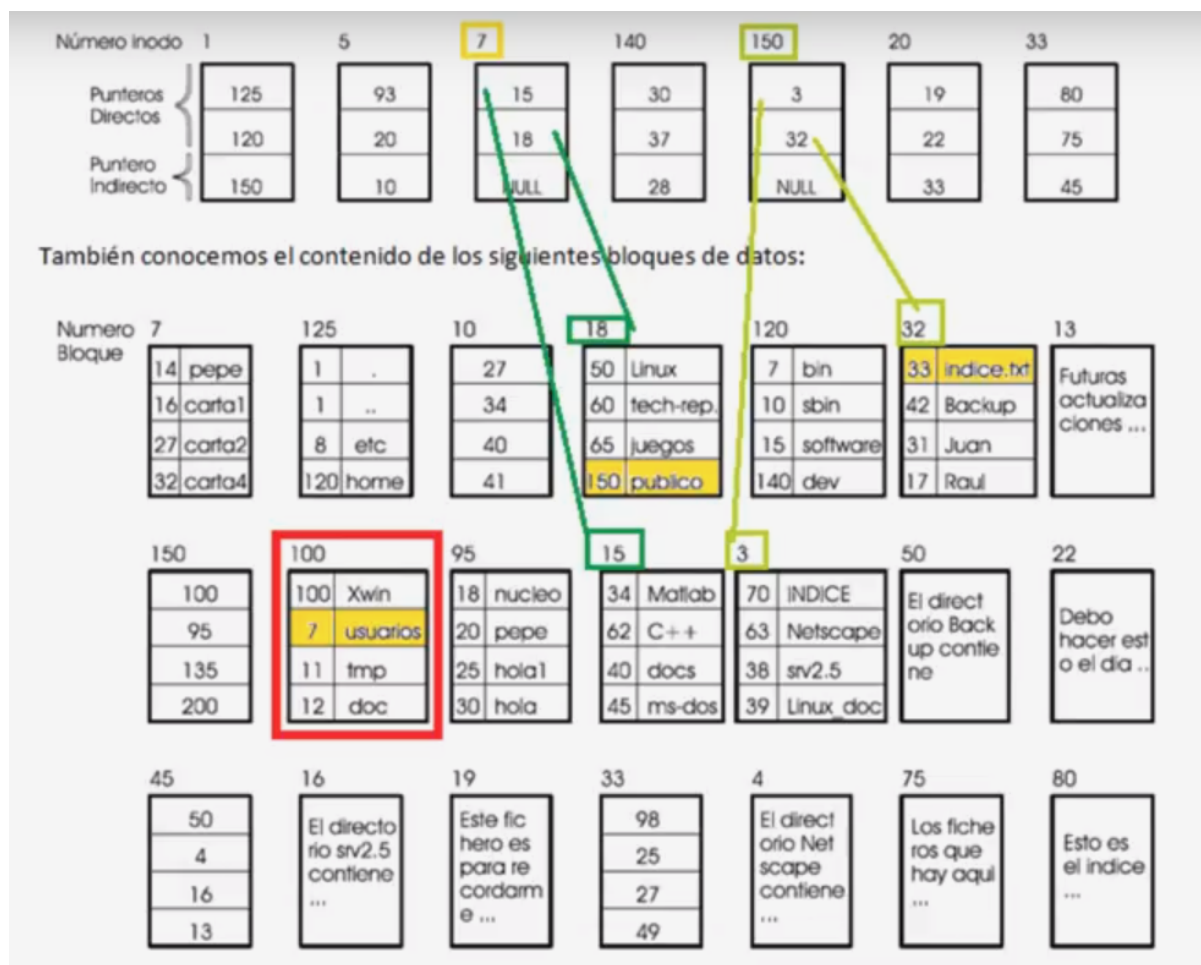 Número Inodo 1 5 7 140 150 20 33
Punteros
Directos
125 93 15 30 3 19 80
120 20 18 37 32 22 75
Puntero
Indirecto
150 10 NULL 28 NULL 33 45
También conocemos el contenido de los siguientes bloques de datos:
Numero
Bloque
7 125 10 18 120 32 13
14 pepe
16 carta1
27 carta2
32 carta4
1 .
1 ..
8 etc
120 home
27
34
40
41
50 Linux
60 tech-rep.
65 juegos
150 publico
7 bin
10 sbin
15 software
140 dev
33 indice.txt
42 Backup
31 Juan
17 Raul
Futuras
actualiza
ciones ...
150 100 95 15 3 50 22
100
95
135
200
100 Xwin
7 usuarios
11 tmp
12 doc
18 nucleo
20 pepe
25 hola1
30 hola
34 Matlab
62 C++
40 docs
45 ms-dos
70 INDICE
63 Netscape
38 srv2.5
39 Linux_doc
El direct
orio Back
up contie
ne
Debo
hacer est
o el dia ..
45 16 19 33 4 75 80
50
4
16
13
El directo
rio srv2.5
contiene
...
Este fic
hero es
para re
cordarm
e ...
98
25
27
49
El direct
orio Net
scape
contiene
...
Los fiche
ros que
hay aqui
...
Esto es
el indice
...